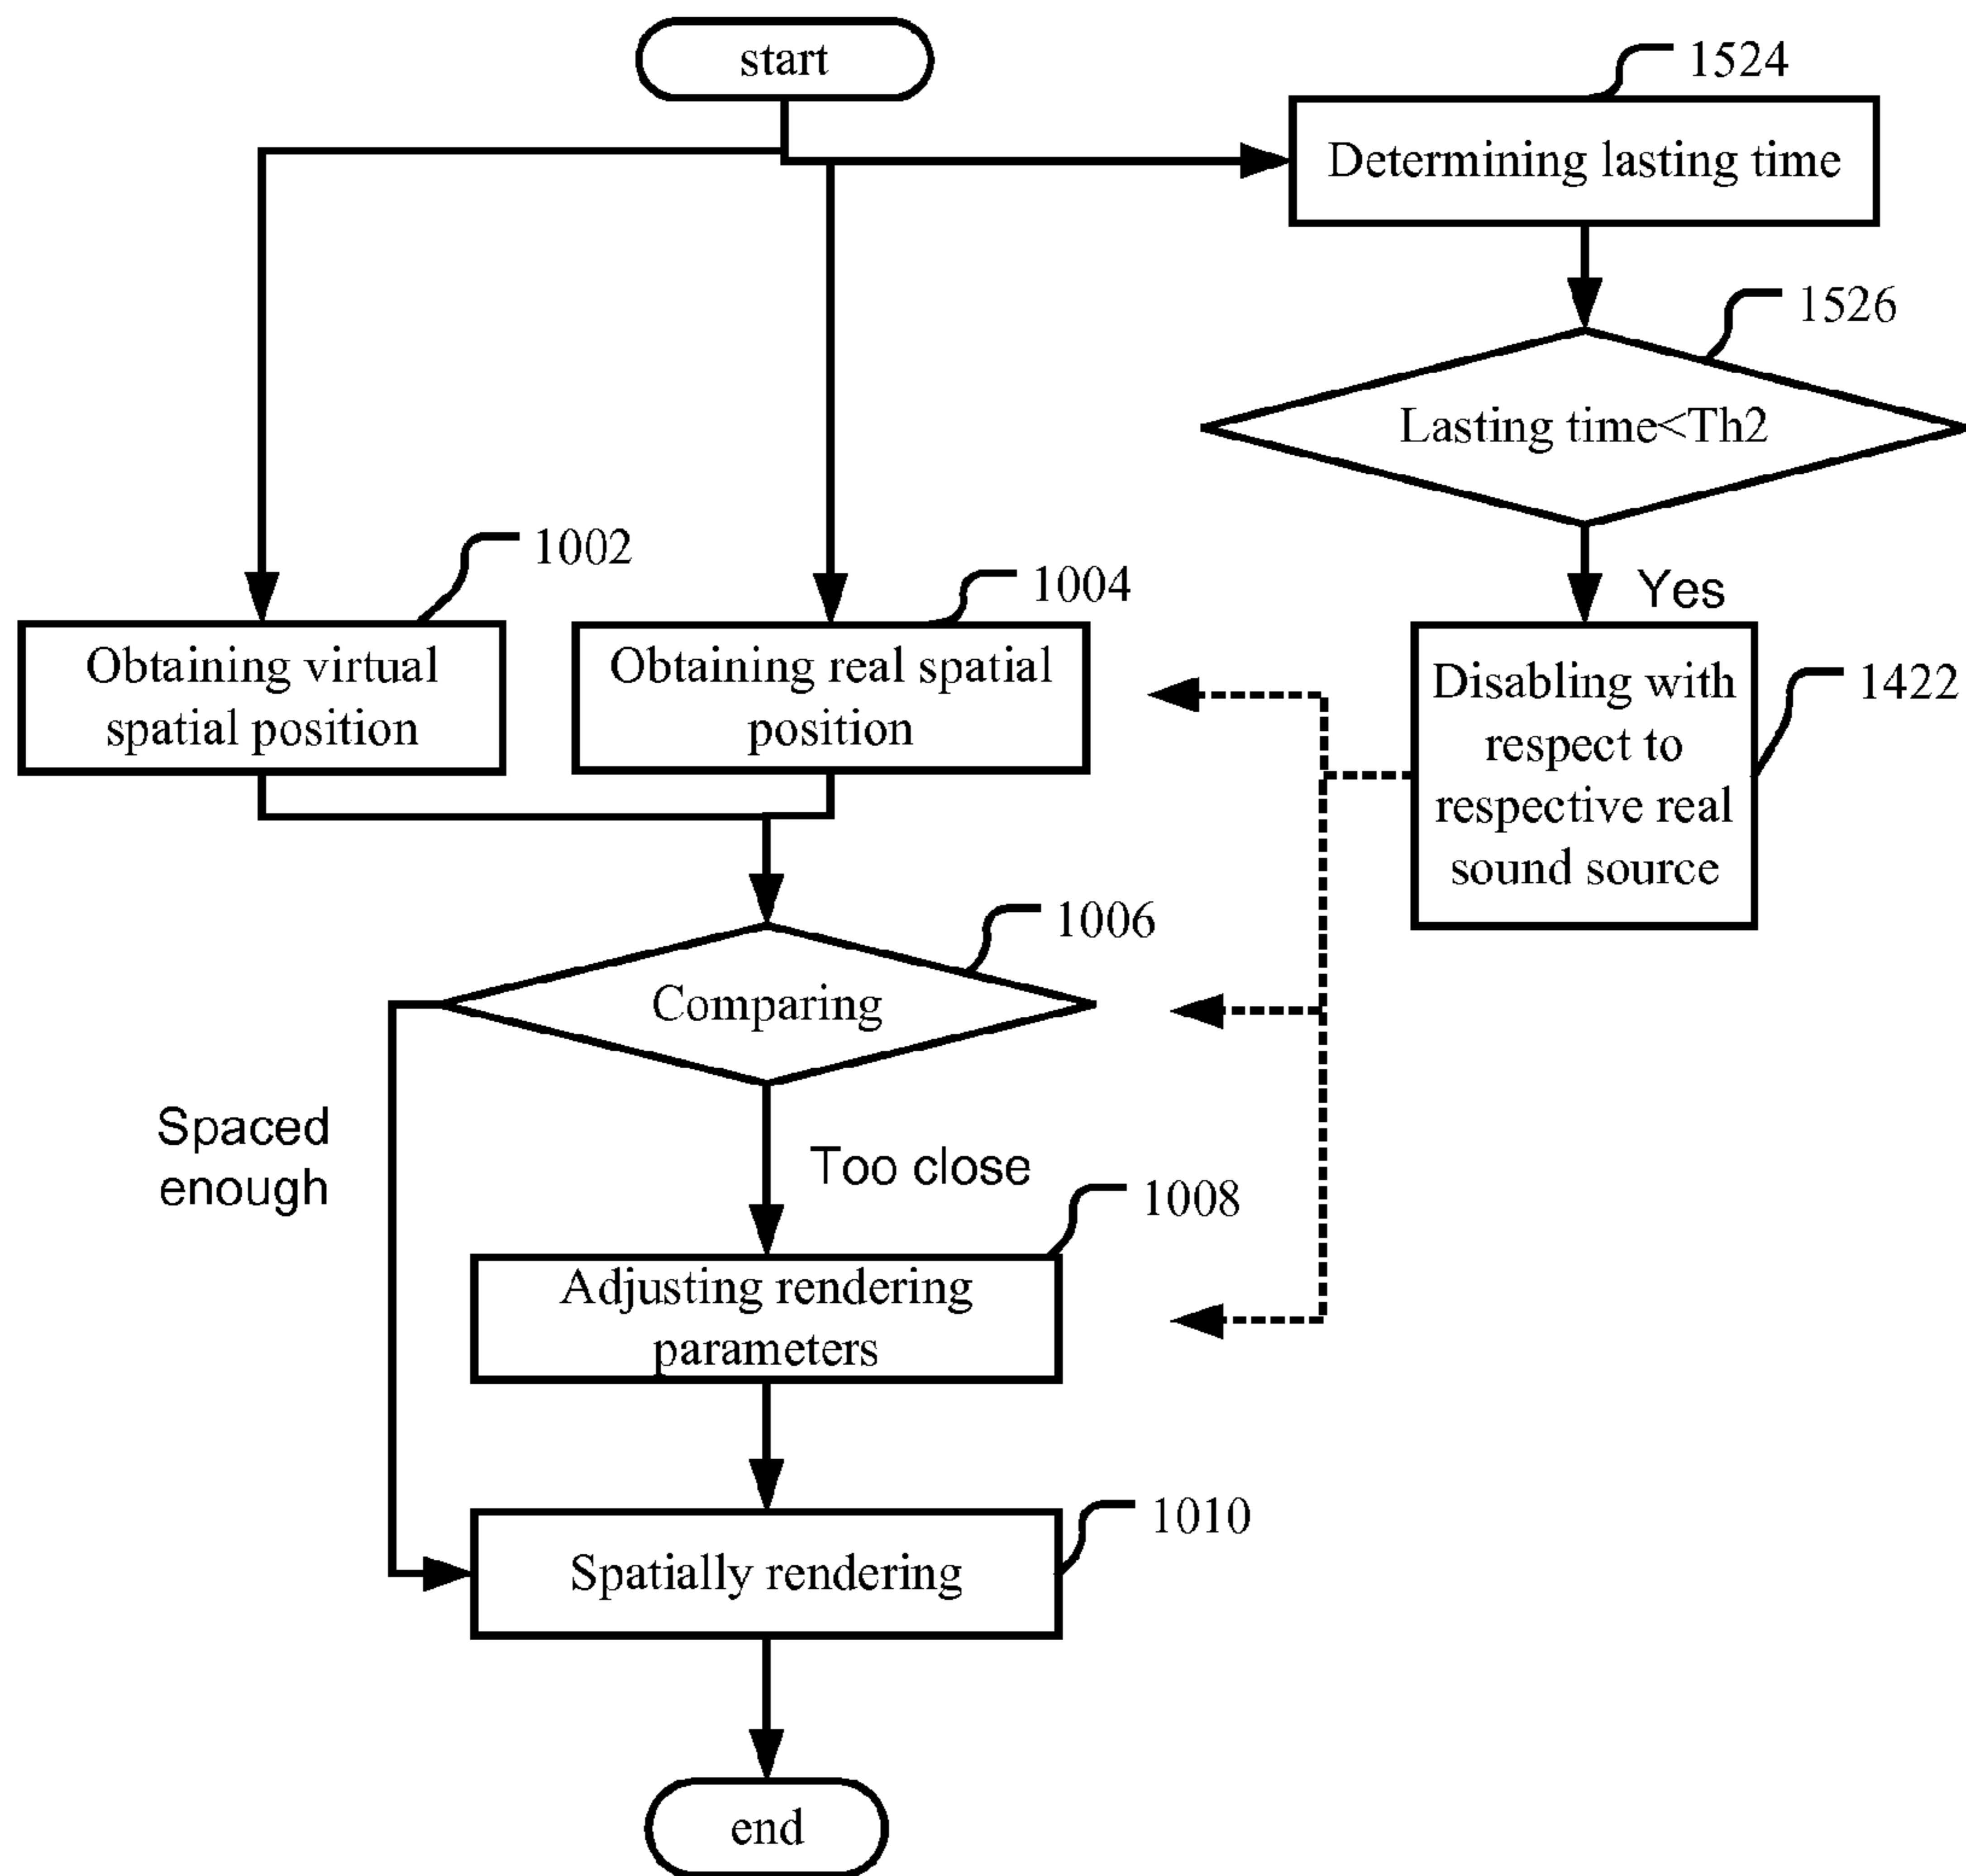 start
1524
Determining lasting time
1526
Lasting time<Th2
Yes
1002
Obtaining virtual
spatial position
1004
Obtaining real spatial
position
1422
Disabling with
respect to
respective real
sound source
1006
Comparing
Spaced
enough
Too close
1008
Adjusting rendering
parameters
1010
Spatially rendering
end